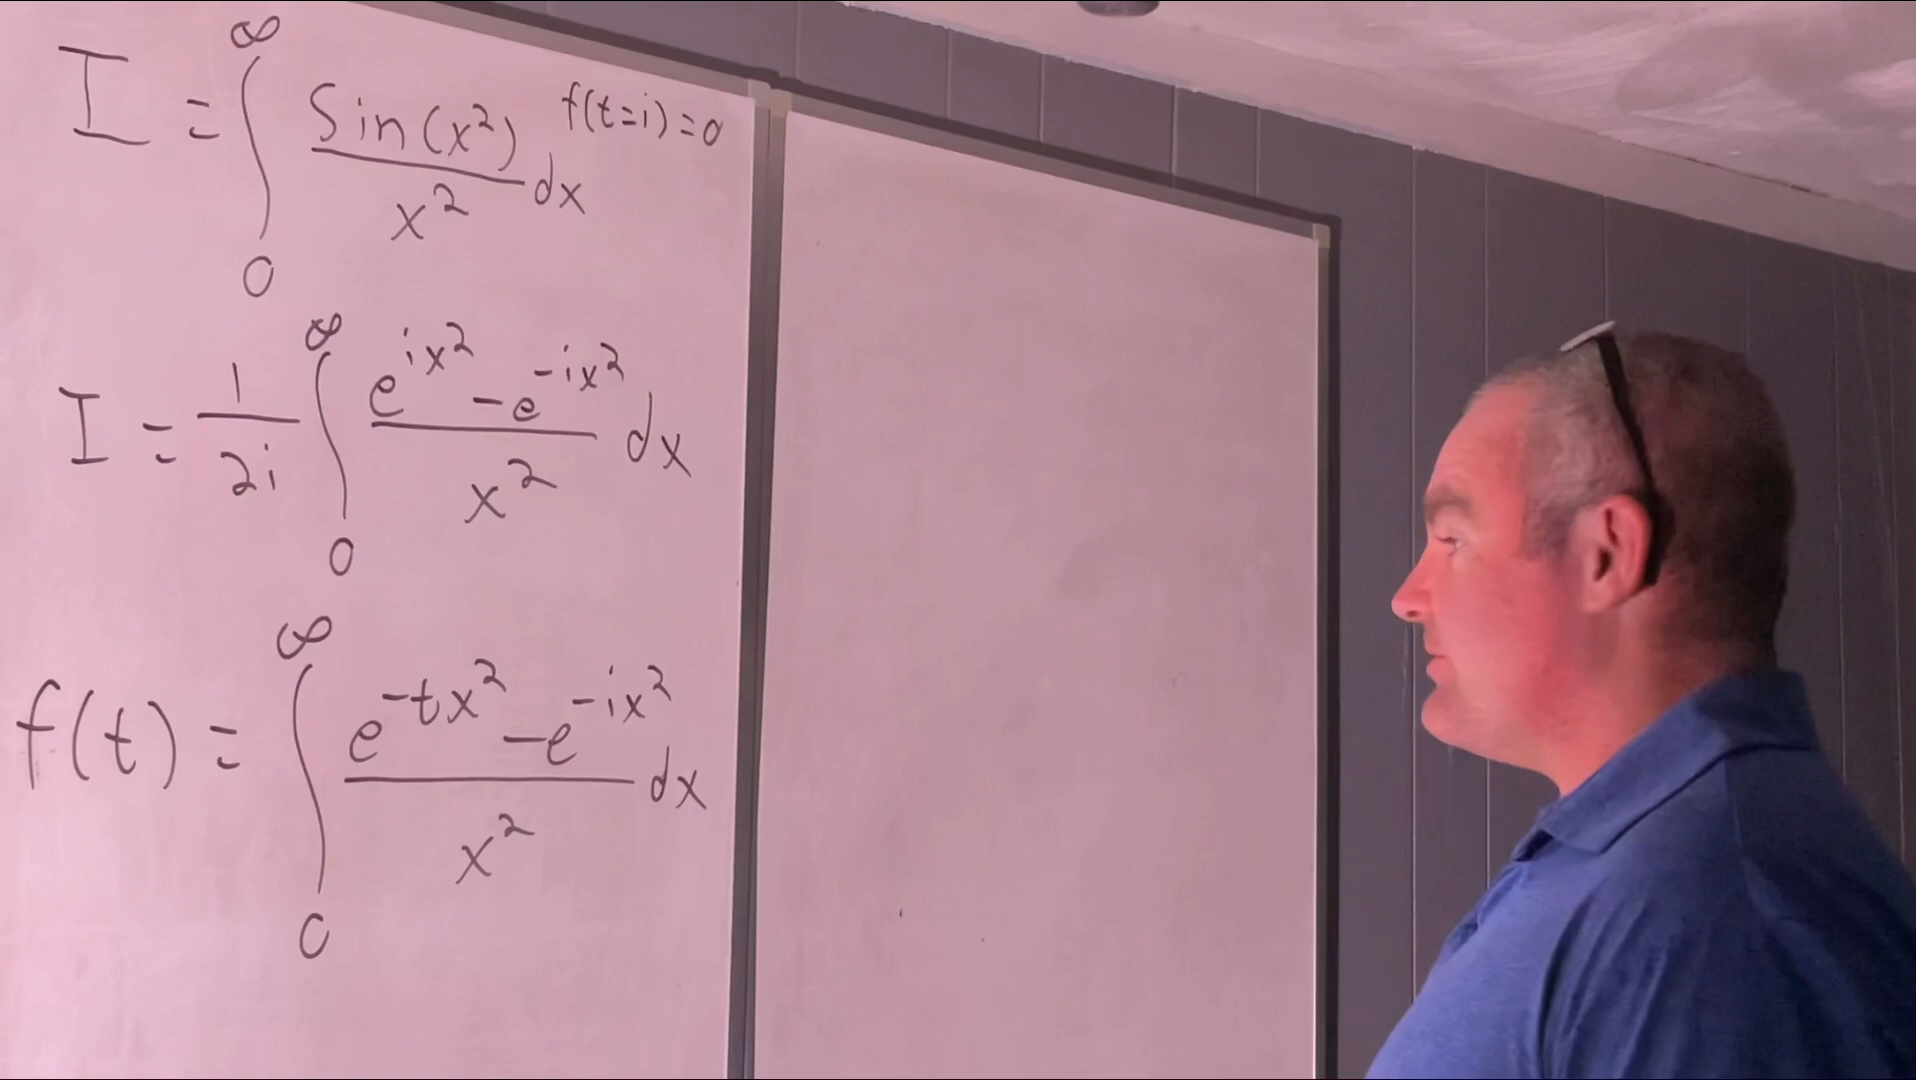 I = ∫₀^∞ Sin(x²)/x² dx f(t=i)=0
I = 1/2i ∫₀^∞ (e^{ix²} - e^{-ix²})/x² dx
f(t) = ∫₀^∞ (e^{-tx²} - e^{-ix²})/x² dx